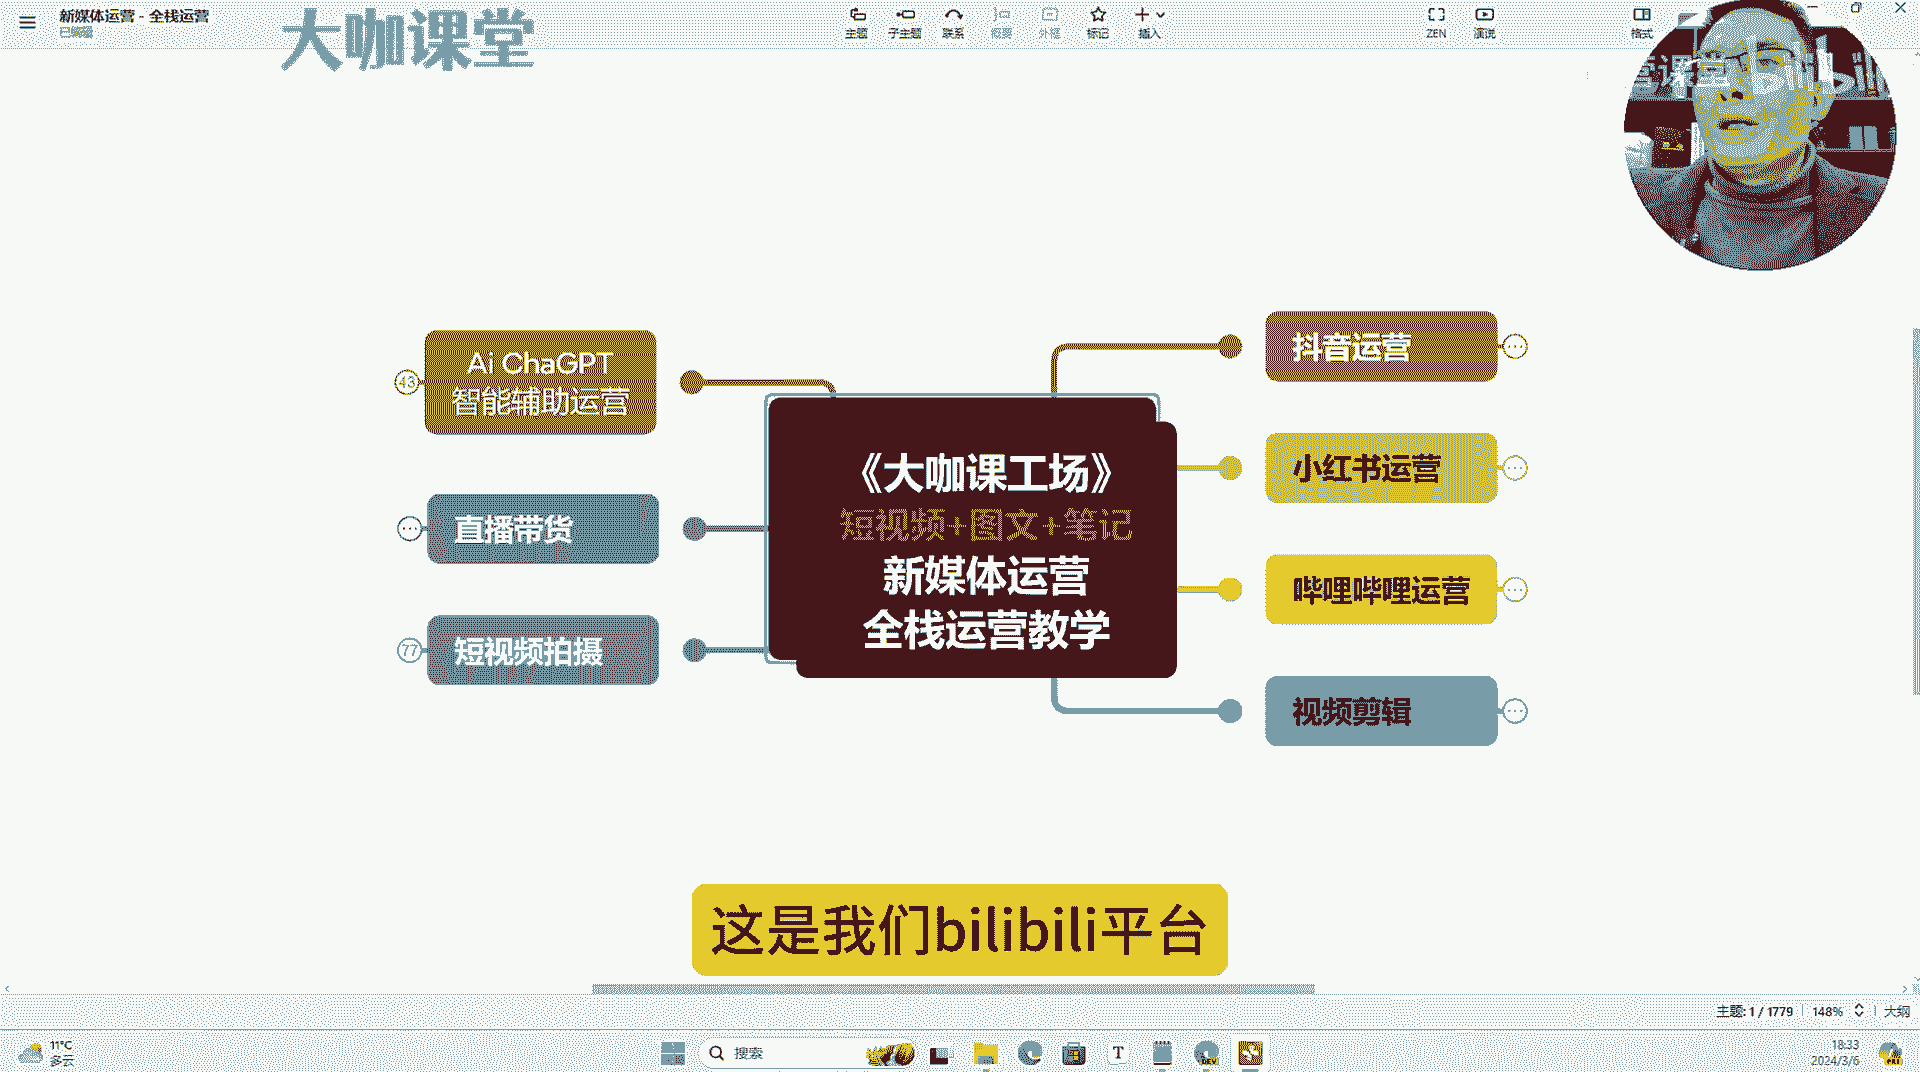 新媒体运营 - 全栈运营
已编辑
大咖课堂
主题
子主题
联系
概要
外框
标记
插入
ZEN
演说
格式
营课堂 bilibili
Ai ChaGPT
智能辅助运营
43
直播带货
短视频拍摄
77
《大咖课工场》
短视频+图文+笔记
新媒体运营
全栈运营教学
抖音运营
小红书运营
哔哩哔哩运营
视频剪辑
这是我们bilibili平台
主题: 1 / 1779
148%
大纲
11°C
多云
搜索
T
DEV
18:33
2024/3/6